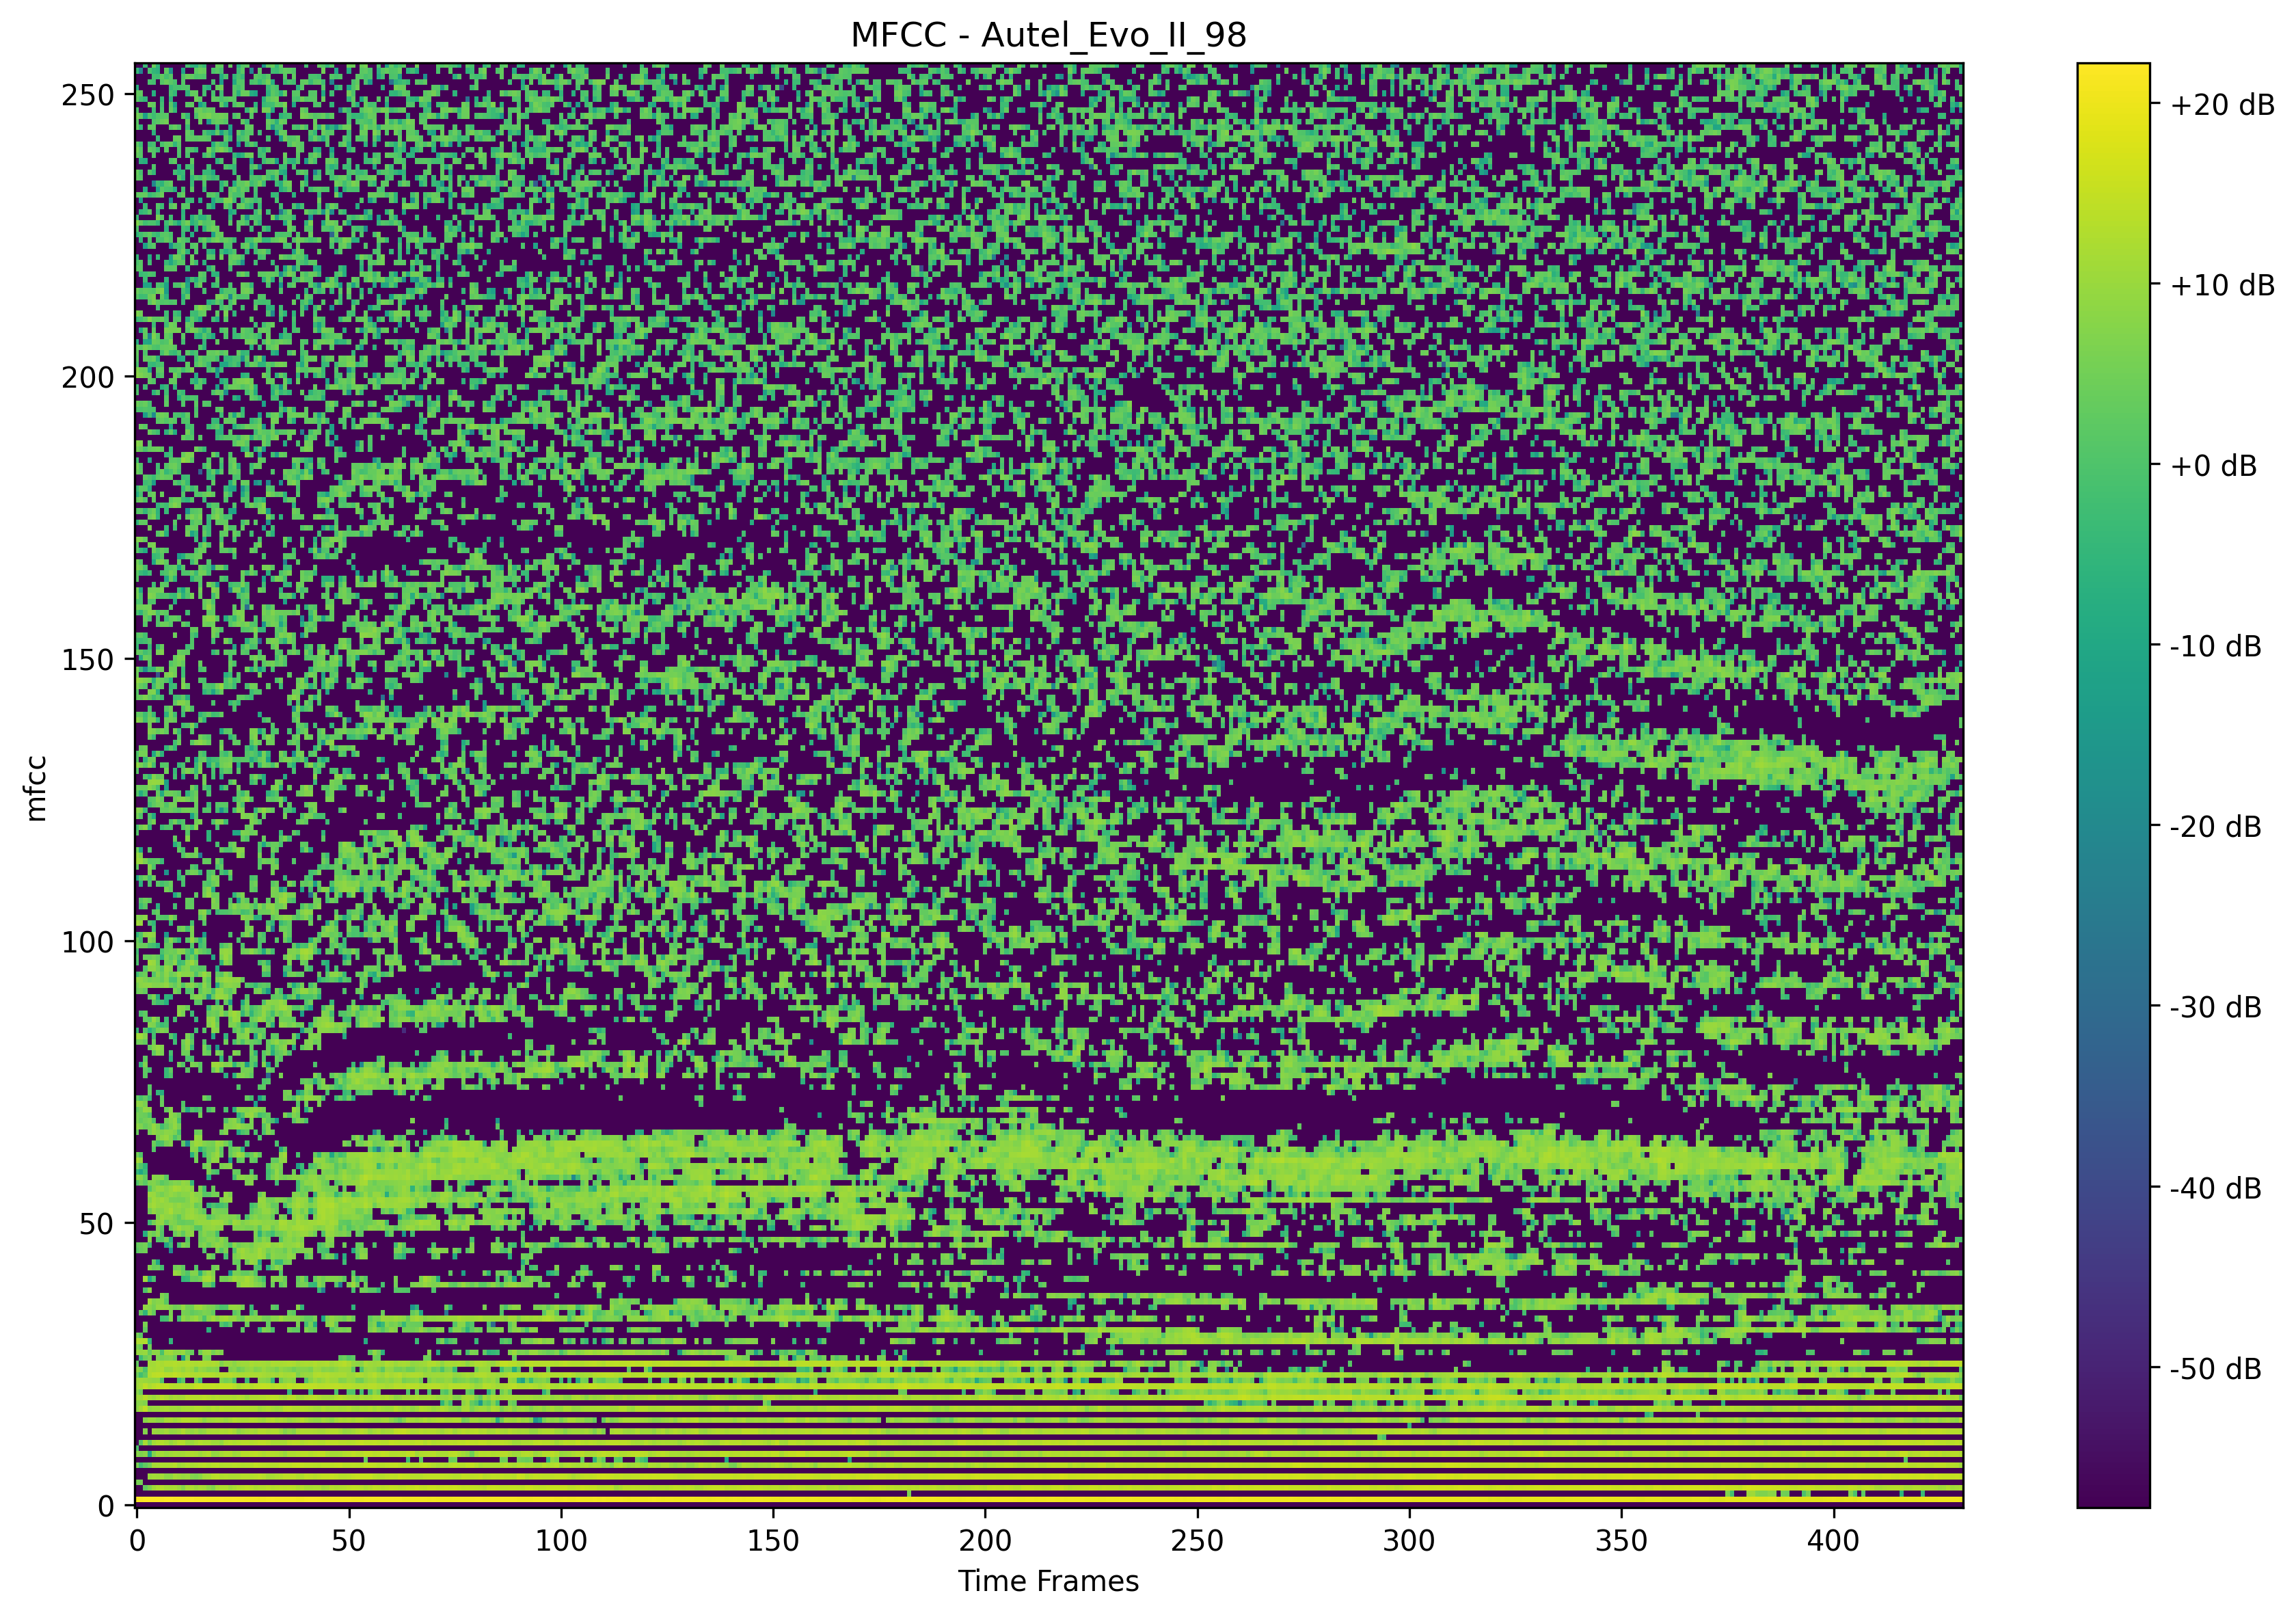 MFCC - Autel_Evo_II_98
250
200
150
100
50
0
mfcc
0 50 100 150 200 250 300 350 400
Time Frames
+20 dB
+10 dB
+0 dB
-10 dB
-20 dB
-30 dB
-40 dB
-50 dB